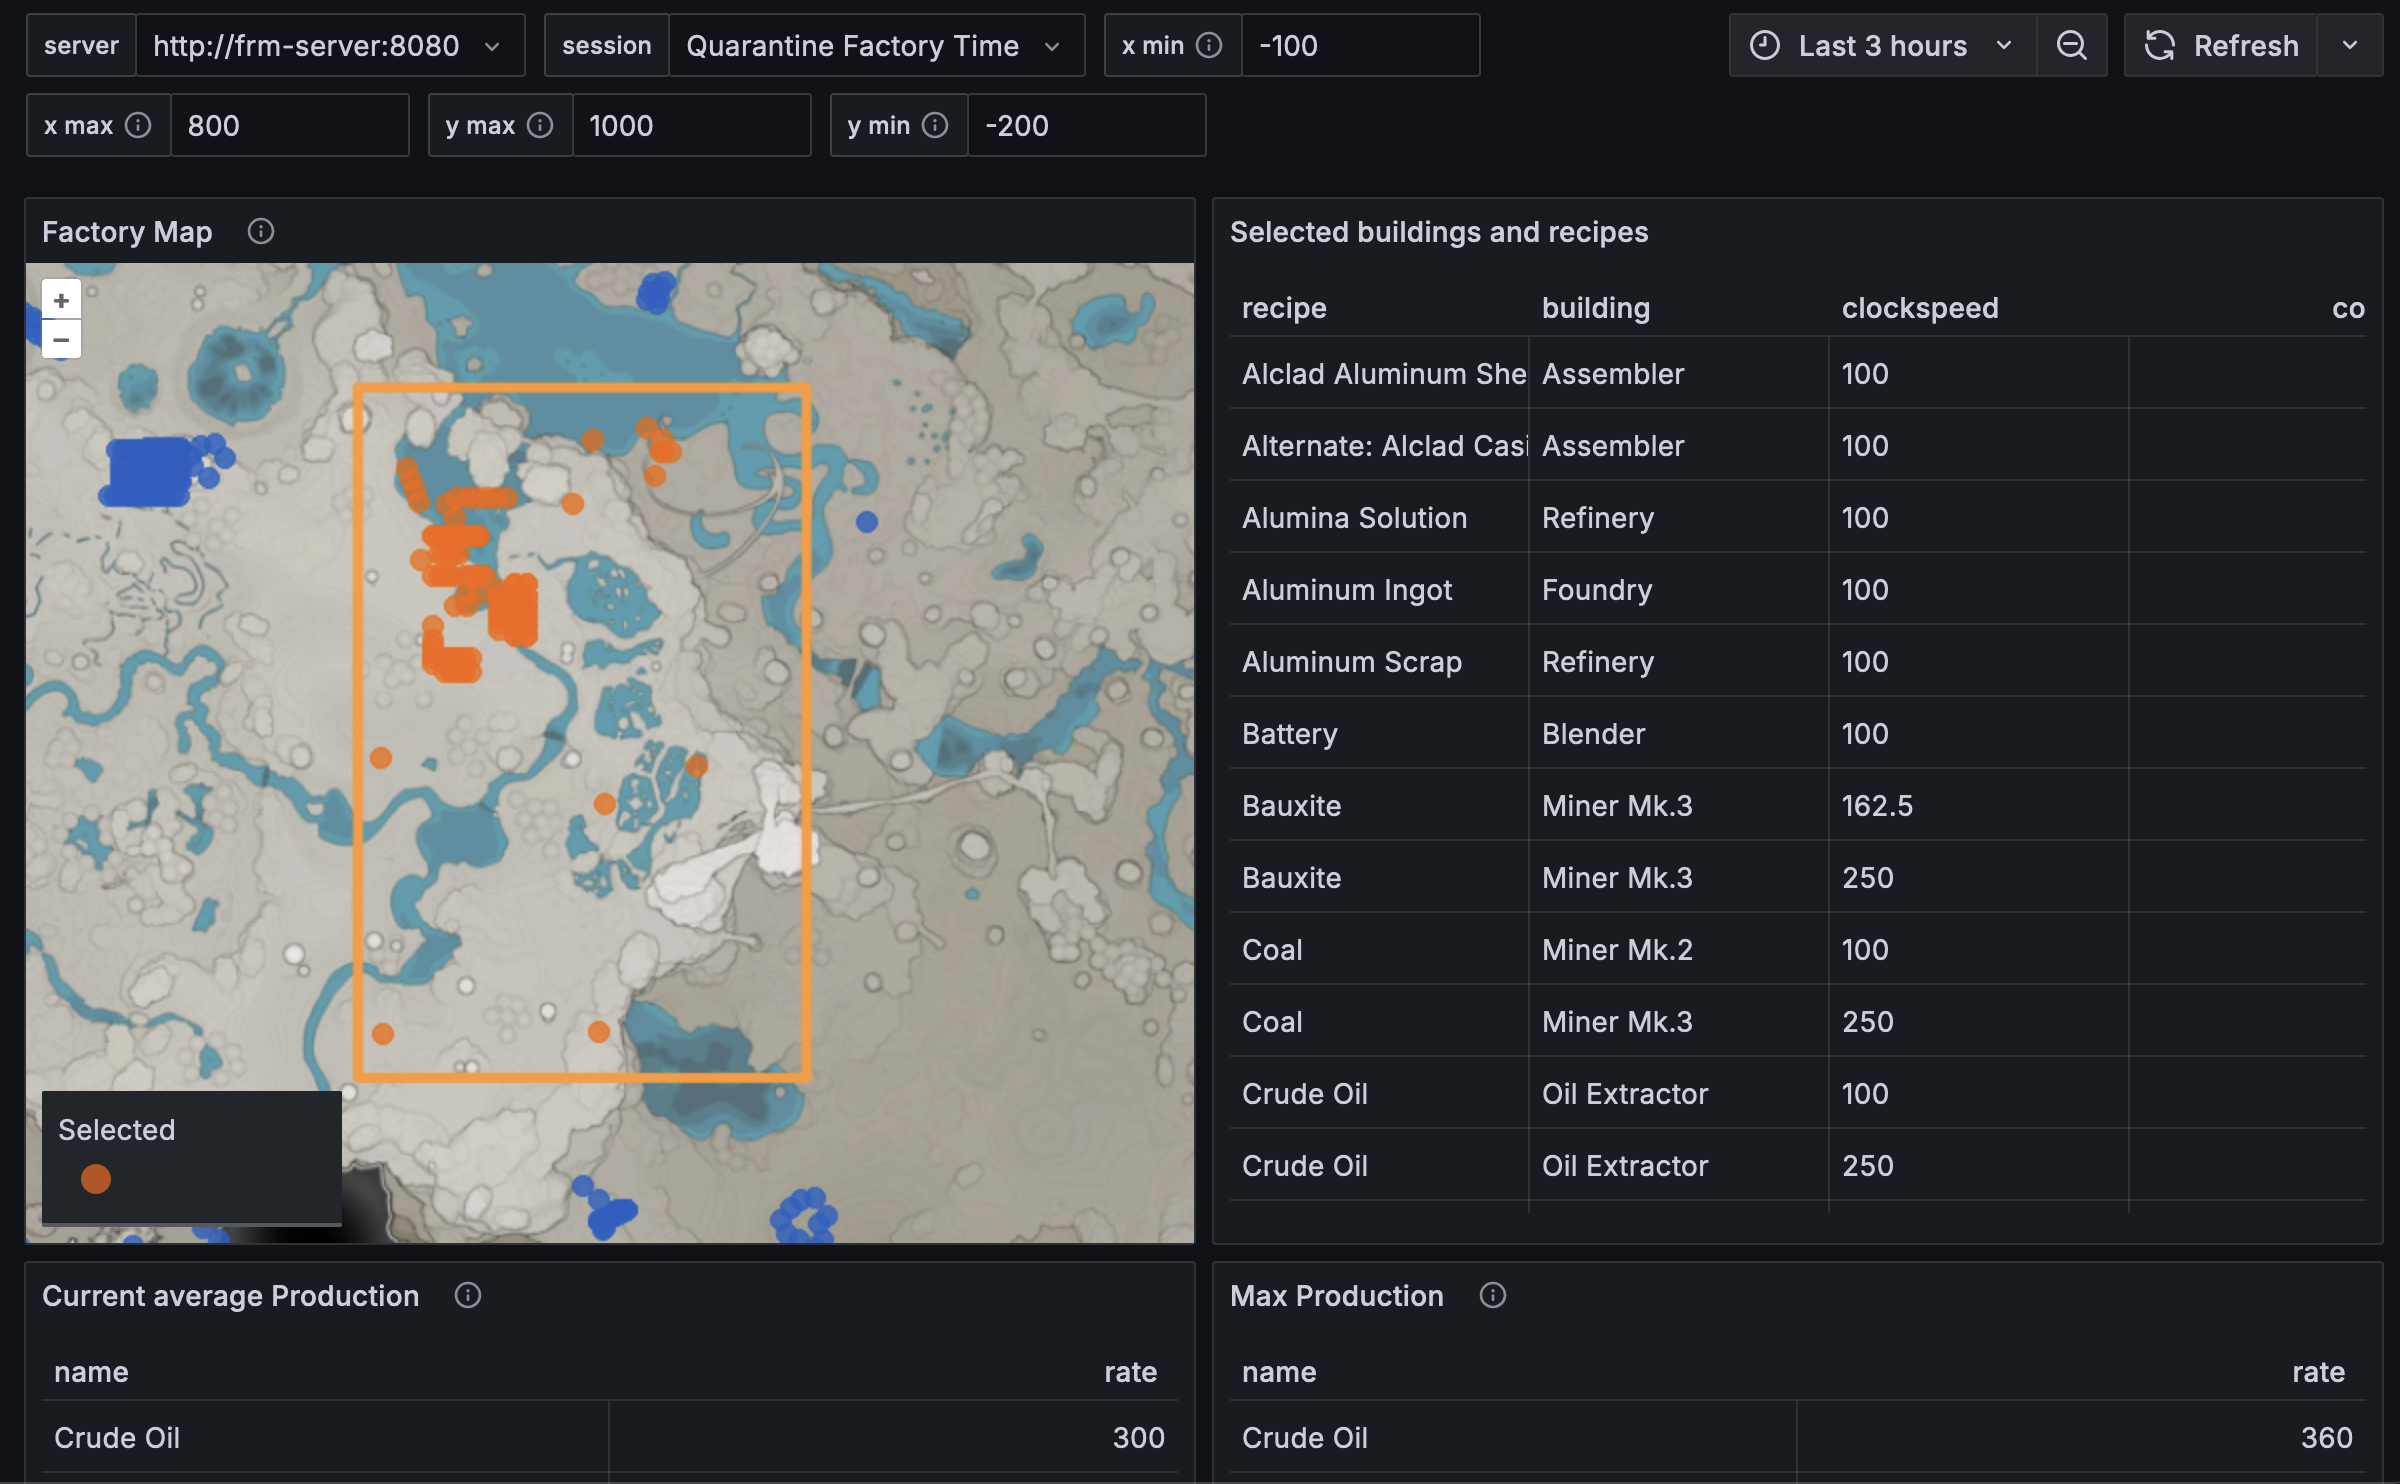 server http://frm-server:8080 session Quarantine Factory Time x min -100 Last 3 hours Refresh
x max 800 y max 1000 y min -200
Factory Map
+
−
Selected
Selected buildings and recipes
recipe building clockspeed co
Alclad Aluminum She Assembler 100
Alternate: Alclad Casi Assembler 100
Alumina Solution Refinery 100
Aluminum Ingot Foundry 100
Aluminum Scrap Refinery 100
Battery Blender 100
Bauxite Miner Mk.3 162.5
Bauxite Miner Mk.3 250
Coal Miner Mk.2 100
Coal Miner Mk.3 250
Crude Oil Oil Extractor 100
Crude Oil Oil Extractor 250
Current average Production
name rate
Crude Oil 300
Max Production
name rate
Crude Oil 360